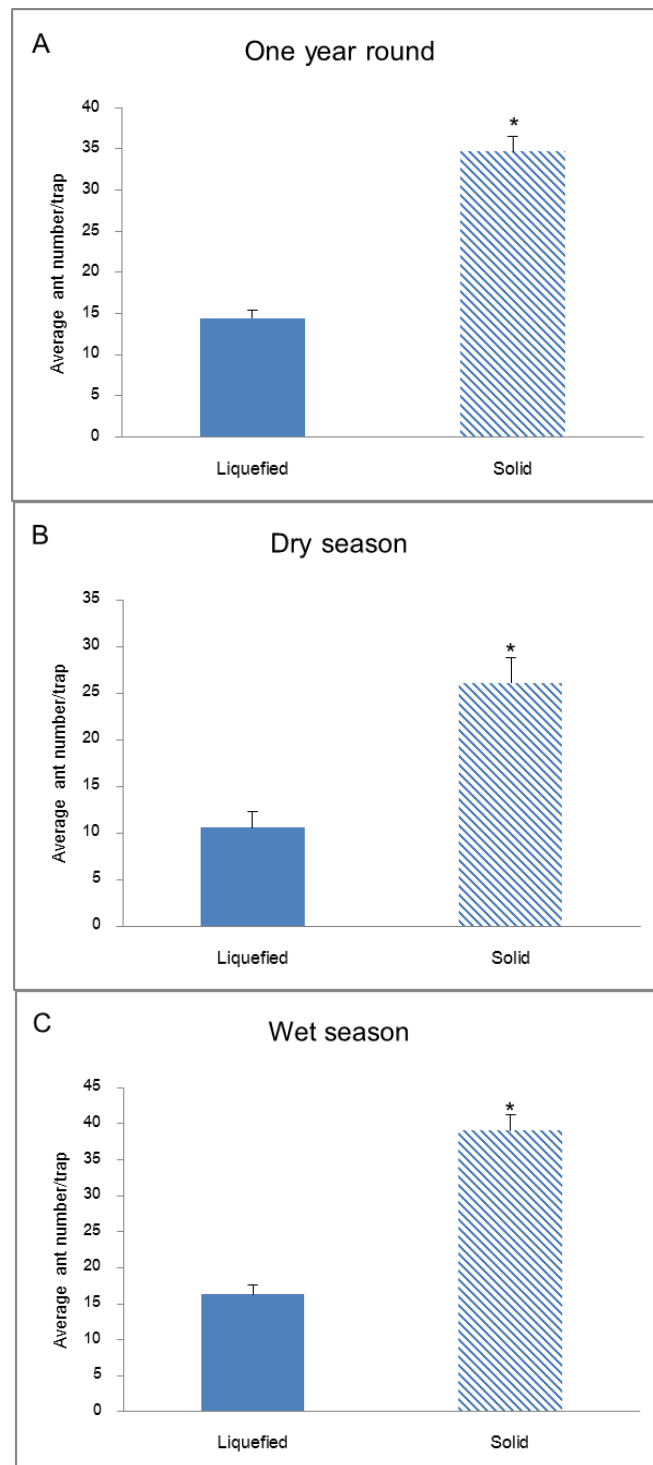 A
One year round
Average ant number/trap
40
35
30
25
20
15
10
5
0
*
Liquefied
Solid
B
Dry season
Average ant number/trap
35
30
25
20
15
10
5
0
*
Liquefied
Solid
C
Wet season
Average ant number/trap
45
40
35
30
25
20
15
10
5
0
*
Liquefied
Solid